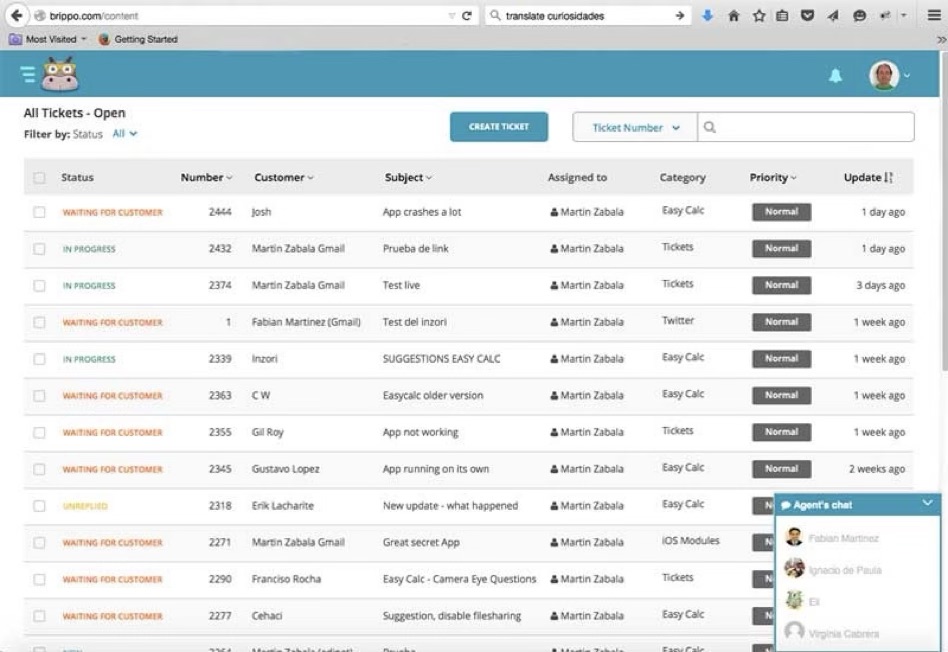 brippo.com/content
translate curiosidades
Most Visited Getting Started
All Tickets - Open
Filter by: Status All
CREATE TICKET
Ticket Number
Status Number Customer Subject Assigned to Category Priority Update
WAITING FOR CUSTOMER 2444 Josh App crashes a lot Martin Zabala Easy Calc Normal 1 day ago
IN PROGRESS 2432 Martin Zabala Gmail Prueba de link Martin Zabala Tickets Normal 1 day ago
IN PROGRESS 2374 Martin Zabala Gmail Test live Martin Zabala Tickets Normal 3 days ago
WAITING FOR CUSTOMER 1 Fabian Martinez (Gmail) Test del inzori Martin Zabala Twitter Normal 1 week ago
IN PROGRESS 2339 Inzori SUGGESTIONS EASY CALC Martin Zabala Easy Calc Normal 1 week ago
WAITING FOR CUSTOMER 2363 C W Easycalc older version Martin Zabala Easy Calc Normal 1 week ago
WAITING FOR CUSTOMER 2355 Gil Roy App not working Martin Zabala Tickets Normal 1 week ago
WAITING FOR CUSTOMER 2345 Gustavo Lopez App running on its own Martin Zabala Easy Calc Normal 2 weeks ago
UNREPLIED 2318 Erik Lacharite New update - what happened Martin Zabala Easy Calc
WAITING FOR CUSTOMER 2271 Martin Zabala Gmail Great secret App Martin Zabala iOS Modules
WAITING FOR CUSTOMER 2290 Franciso Rocha Easy Calc - Camera Eye Questions Martin Zabala Tickets
WAITING FOR CUSTOMER 2277 Cehaci Suggestion, disable filesharing Martin Zabala Easy Calc
Agent's chat
Fabian Martinez
Ignacio de Paula
Eli
Virginia Cabrera